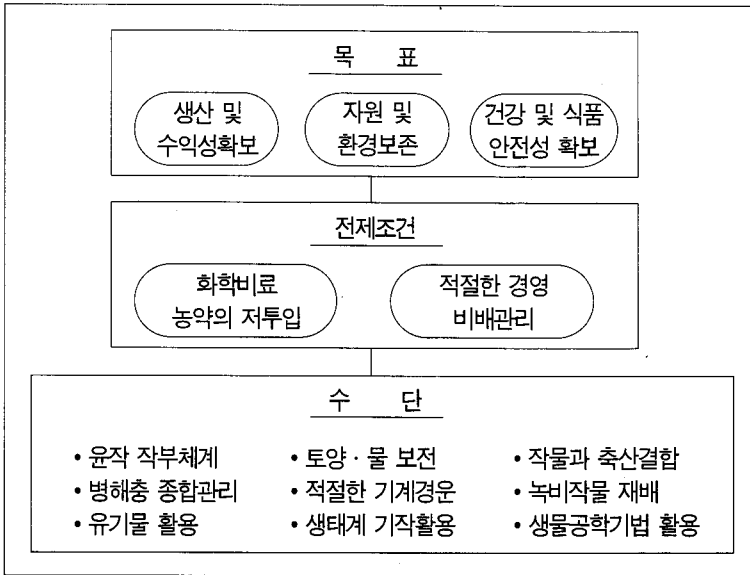 목 표
생산 및
수익성확보
자원 및
환경보존
건강 및 식품
안전성 확보
전제조건
화학비료
농약의 저투입
적절한 경영
비배관리
수 단
• 윤작 작부체계
• 토양 · 물 보전
• 작물과 축산결합
• 병해충 종합관리
• 적절한 기계경운
• 녹비작물 재배
• 유기물 활용
• 생태계 기작활용
• 생물공학기법 활용